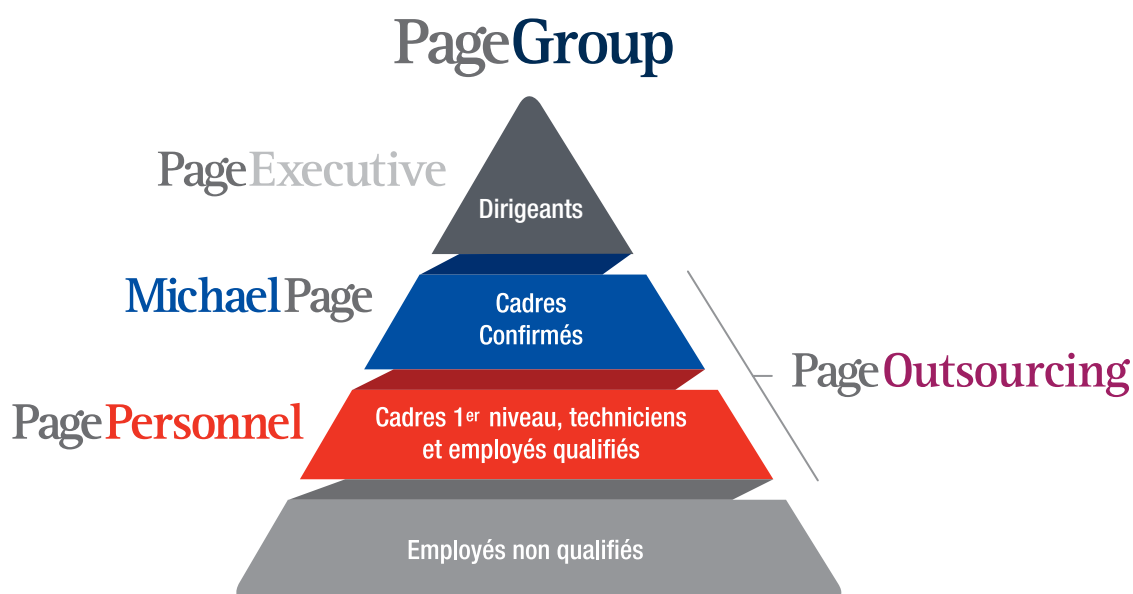 PageGroup
PageExecutive
Dirigeants
MichaelPage
Cadres
Confirmés
PageOutsourcing
PagePersonnel
Cadres 1er niveau, techniciens
et employés qualifiés
Employés non qualifiés